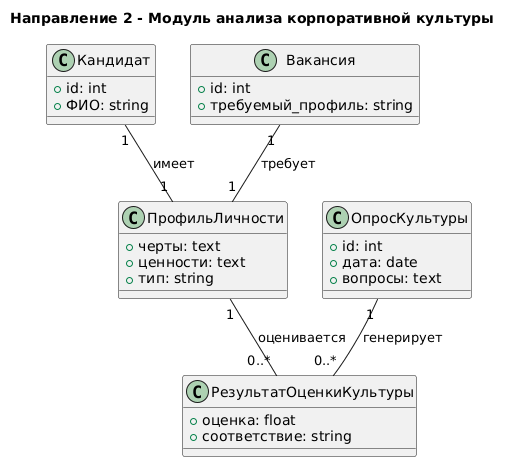 Направление 2 - Модуль анализа корпоративной культуры
C Кандидат
id: int
ФИО: string
C Вакансия
id: int
требуемый_профиль: string
1
имеет
1
1
требует
1
C ПрофильЛичности
черты: text
ценности: text
тип: string
C ОпросКультуры
id: int
дата: date
вопросы: text
1
оценивается
0..*
1
генерирует
0..*
C РезультатОценкиКультуры
оценка: float
соответствие: string